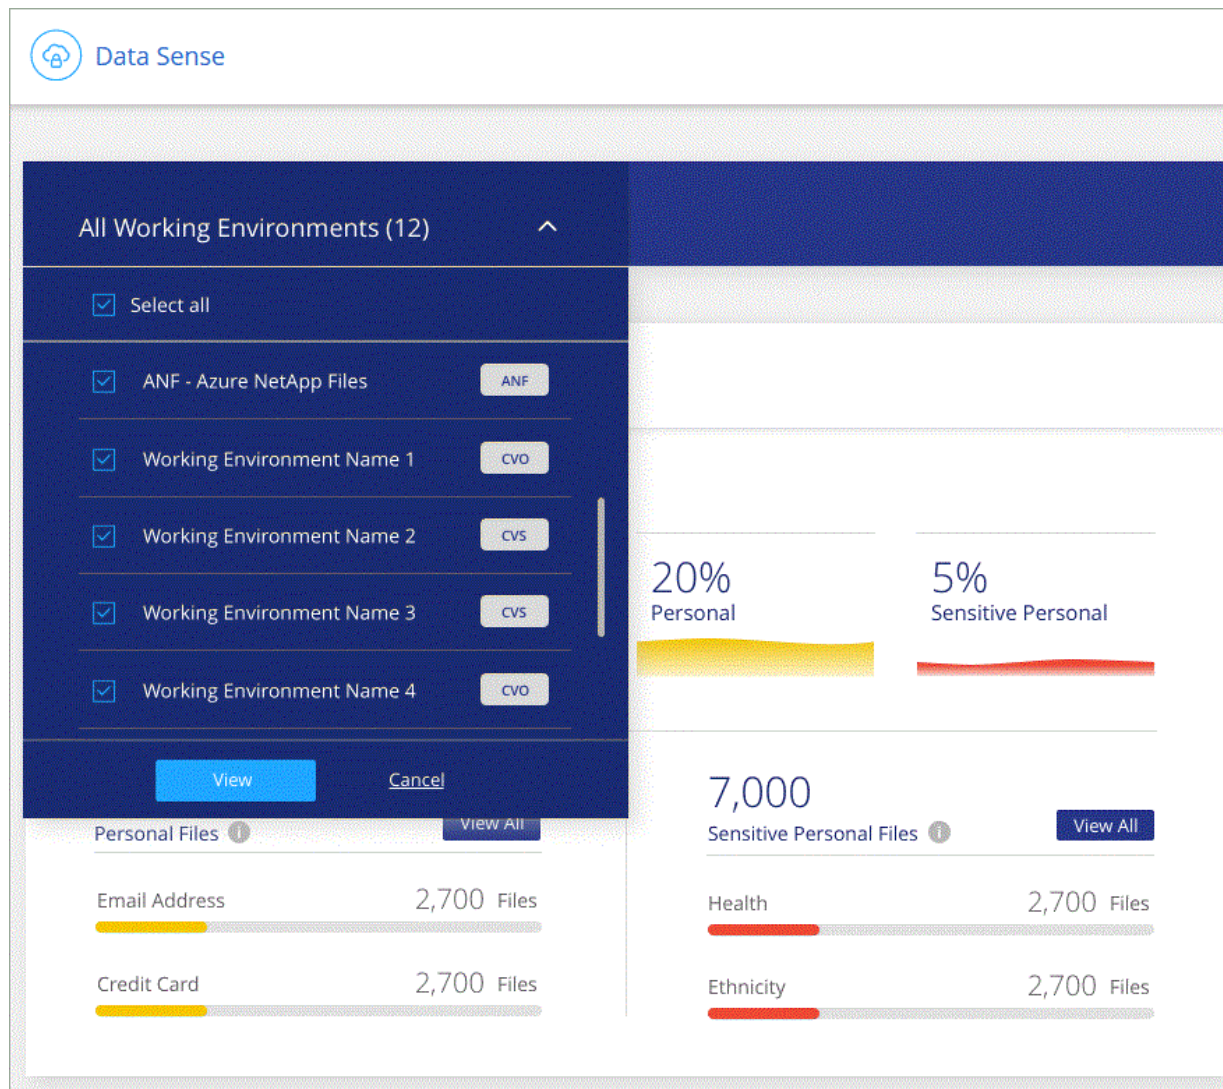 Data Sense
All Working Environments (12)
Select all
ANF - Azure NetApp Files ANF
Working Environment Name 1 CVO
Working Environment Name 2 CVS
Working Environment Name 3 CVS
Working Environment Name 4 CVO
View Cancel
20%
Personal
5%
Sensitive Personal
Personal Files View All
Email Address 2,700 Files
Credit Card 2,700 Files
7,000
Sensitive Personal Files View All
Health 2,700 Files
Ethnicity 2,700 Files